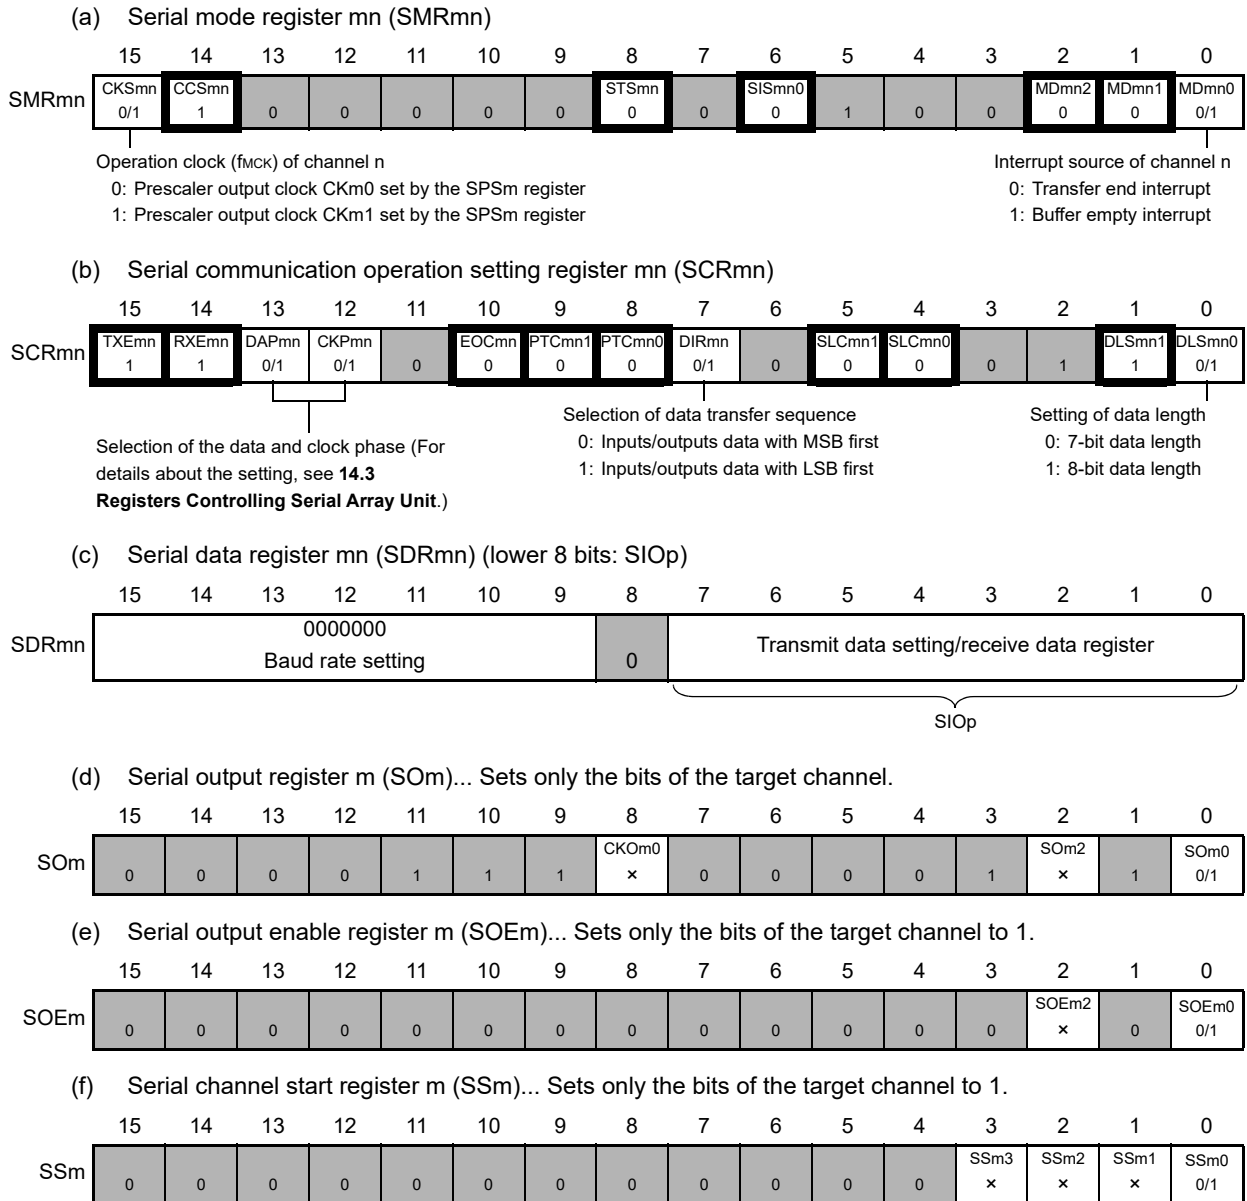 (a) Serial mode register mn (SMRmn)
15 14 13 12 11 10 9 8 7 6 5 4 3 2 1 0
SMRmn
CKSmn CCSmn STSmn SISmn0 MDmn2 MDmn1 MDmn0
0/1 1 0 0 0 0 0 0 0 0 1 0 0 0 0 0/1
Operation clock (fMCK) of channel n
0: Prescaler output clock CKm0 set by the SPSm register
1: Prescaler output clock CKm1 set by the SPSm register
Interrupt source of channel n
0: Transfer end interrupt
1: Buffer empty interrupt
(b) Serial communication operation setting register mn (SCRmn)
15 14 13 12 11 10 9 8 7 6 5 4 3 2 1 0
SCRmn
TXEmn RXEmn DAPmn CKPmn EOCmn PTCmn1 PTCmn0 DIRmn SLCmn1 SLCmn0 DLSmn1 DLSmn0
1 1 0/1 0/1 0 0 0 0 0/1 0 0 0 0 1 1 0/1
Selection of the data and clock phase (For
details about the setting, see 14.3
Registers Controlling Serial Array Unit.)
Selection of data transfer sequence
0: Inputs/outputs data with MSB first
1: Inputs/outputs data with LSB first
Setting of data length
0: 7-bit data length
1: 8-bit data length
(c) Serial data register mn (SDRmn) (lower 8 bits: SIOp)
15 14 13 12 11 10 9 8 7 6 5 4 3 2 1 0
SDRmn
0000000
Baud rate setting
0
Transmit data setting/receive data register
SIOp
(d) Serial output register m (SOm)... Sets only the bits of the target channel.
15 14 13 12 11 10 9 8 7 6 5 4 3 2 1 0
SOm
CKOm0 SOm2 SOm0
0 0 0 0 1 1 1 × 0 0 0 0 1 × 1 0/1
(e) Serial output enable register m (SOEm)... Sets only the bits of the target channel to 1.
15 14 13 12 11 10 9 8 7 6 5 4 3 2 1 0
SOEm
SOEm2 SOEm0
0 0 0 0 0 0 0 0 0 0 0 0 0 × 0 0/1
(f) Serial channel start register m (SSm)... Sets only the bits of the target channel to 1.
15 14 13 12 11 10 9 8 7 6 5 4 3 2 1 0
SSm
SSm3 SSm2 SSm1 SSm0
0 0 0 0 0 0 0 0 0 0 0 0 × × × 0/1